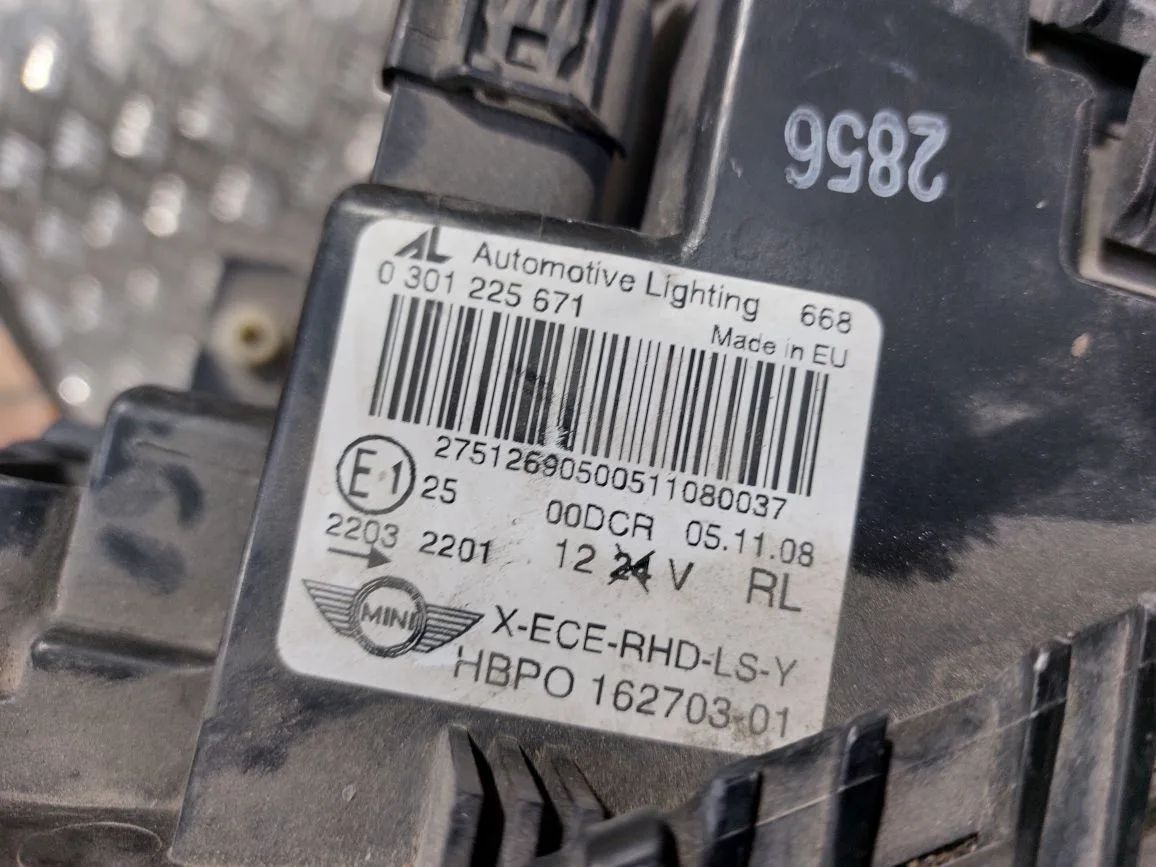 2856
AL Automotive Lighting 668
0 301 225 671
Made in EU
27512690500511080037
E1 25 00DCR 05.11.08
2203 2201 12 24 V RL
MINI X-ECE-RHD-LS-Y
HBPO 162703-01